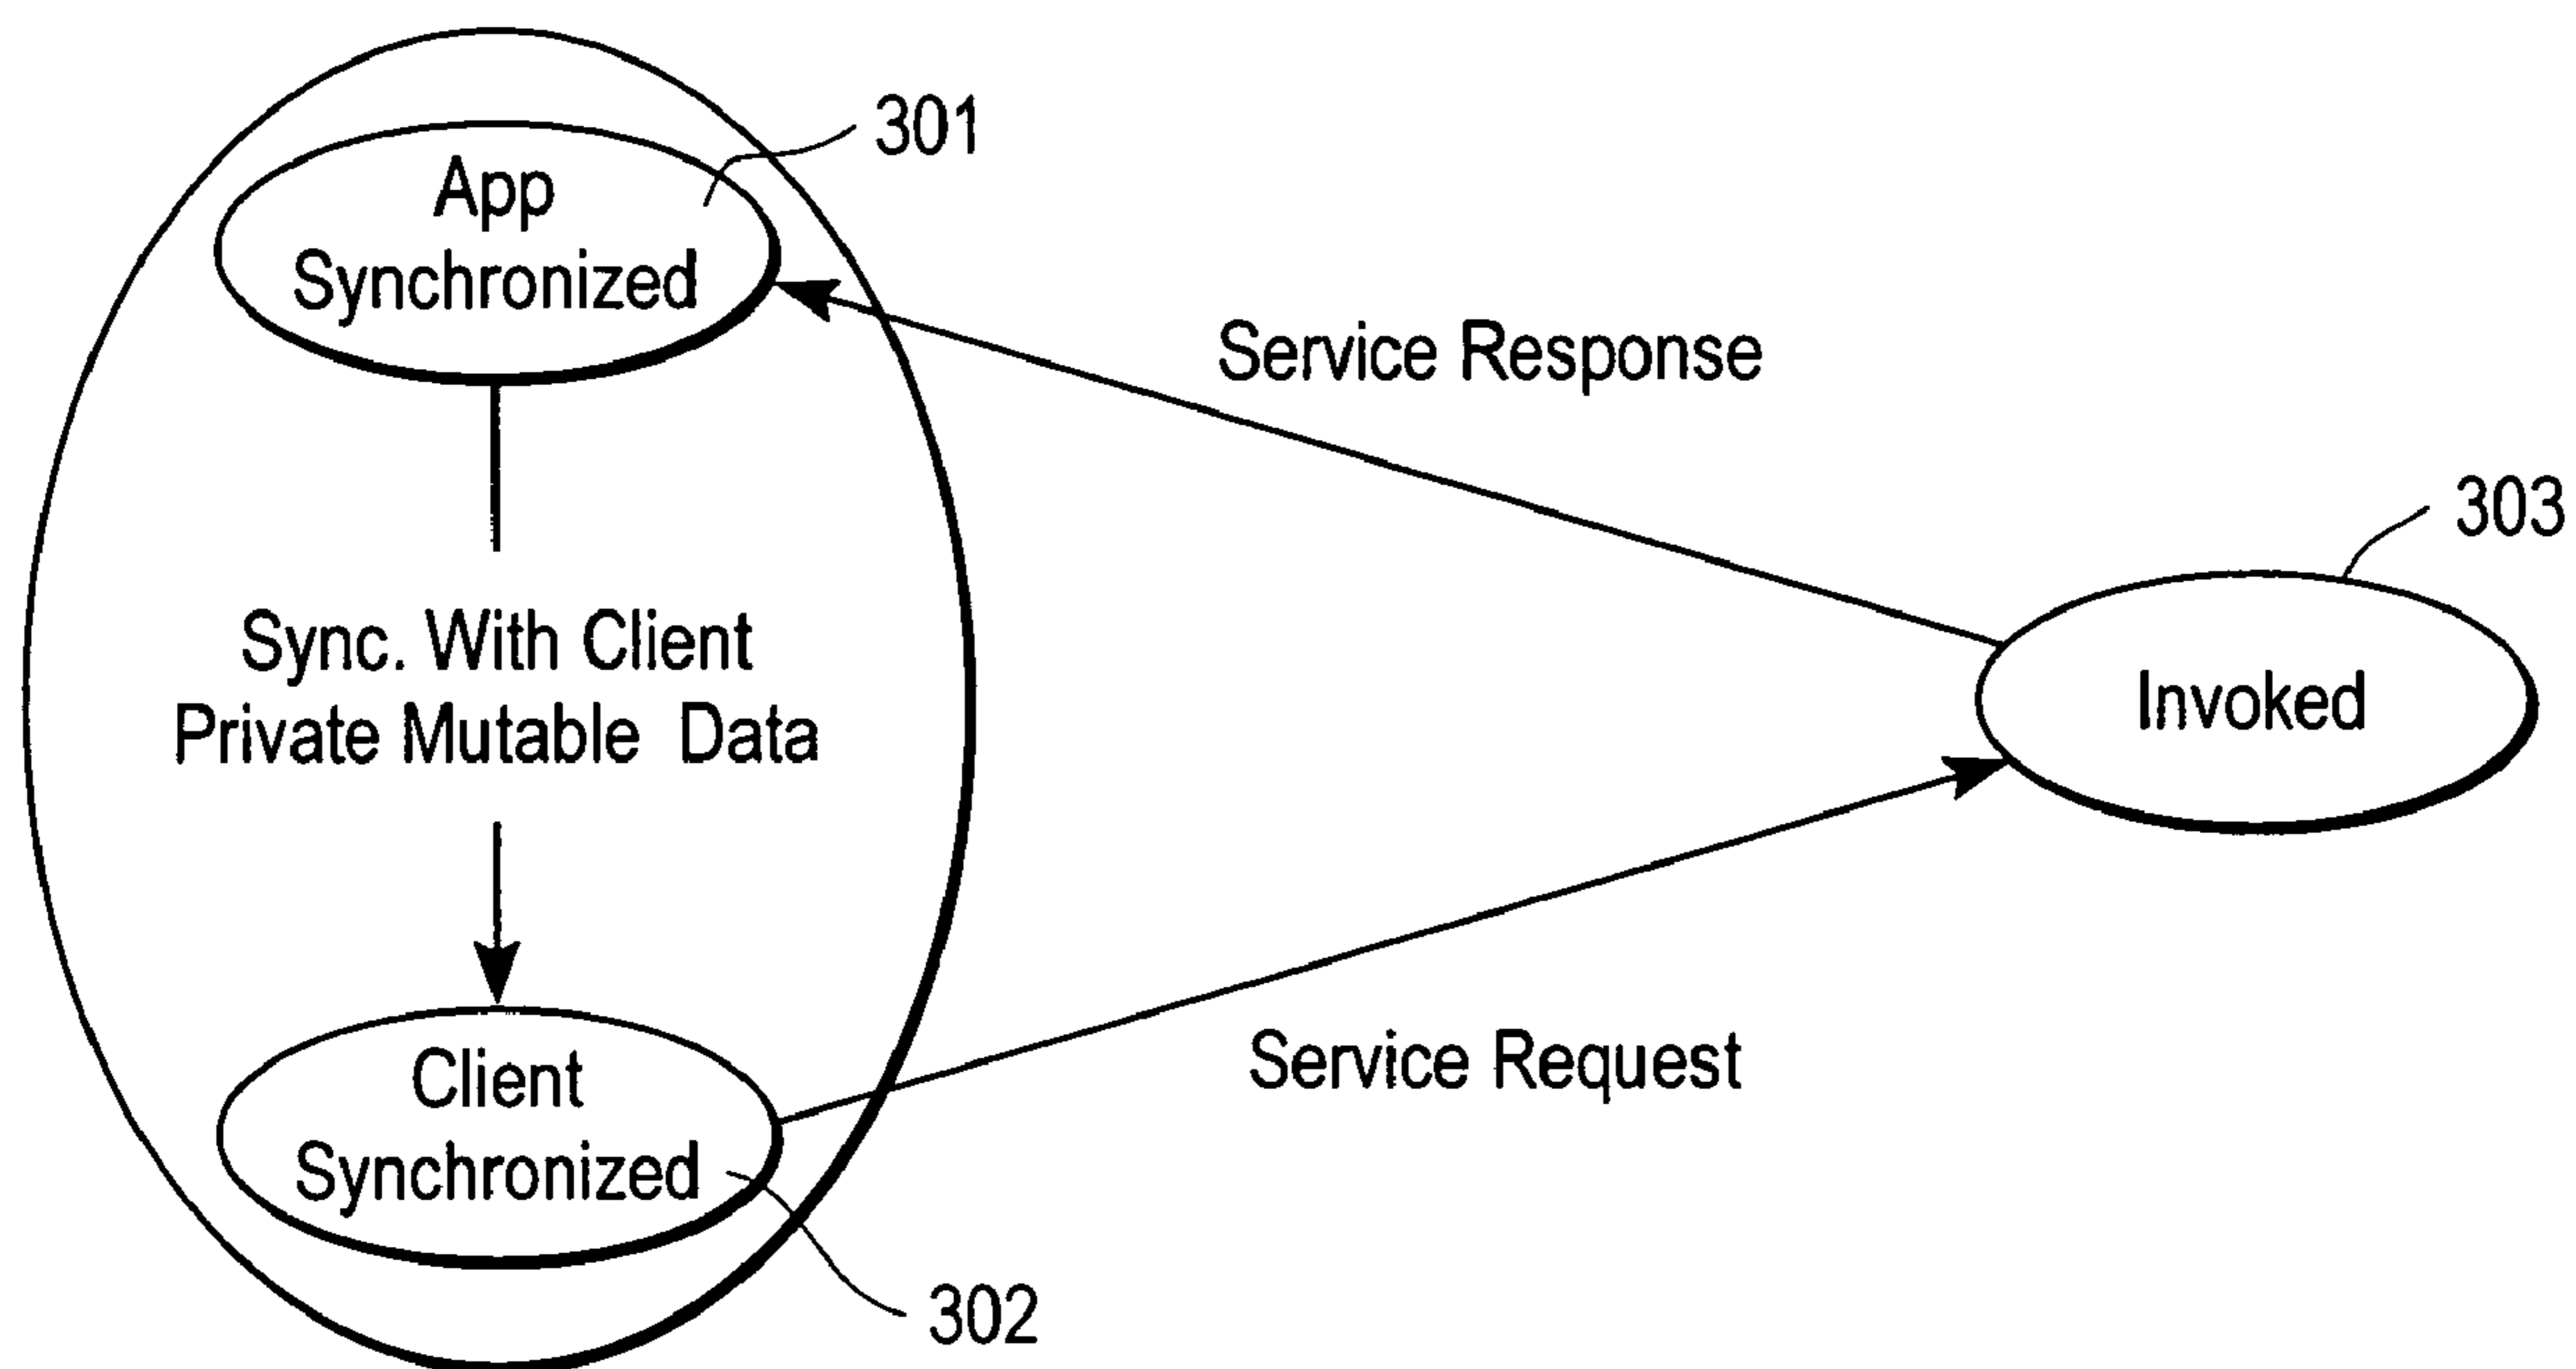 301
App
Synchronized
Service Response
303
Sync. With Client
Private Mutable Data
Invoked
Client
Synchronized
Service Request
302